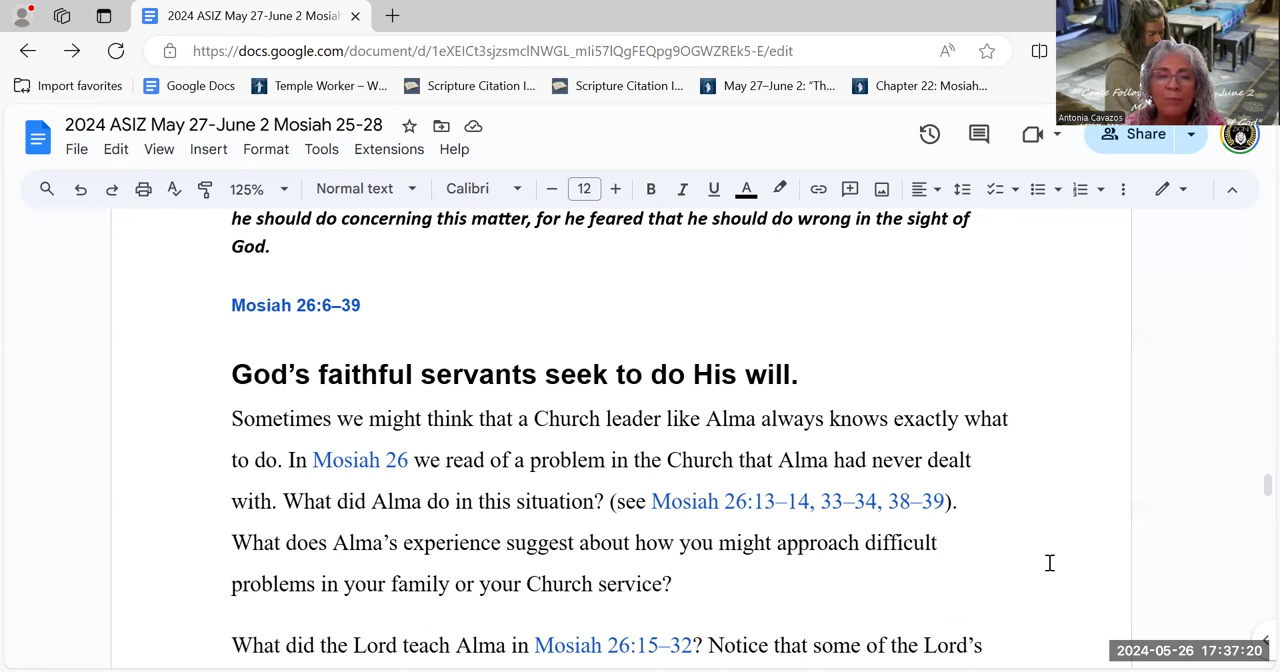 2024 ASIZ May 27-June 2 Mosiah
https://docs.google.com/document/d/1eXEICt3sjzsmclNWGL_mIi57lQgFEQpg9OGWZREk5-E/edit
Import favorites
Google Docs
Temple Worker – W...
Scripture Citation I...
Scripture Citation I...
May 27–June 2: “Th...
Chapter 22: Mosiah...
Come Follow
June 2
of God”
Antonia Cavazos
2024 ASIZ May 27-June 2 Mosiah 25-28
File Edit View Insert Format Tools Extensions Help
Share
125% Normal text Calibri 12 B I U A
he should do concerning this matter, for he feared that he should do wrong in the sight of
God.
Mosiah 26:6–39
God’s faithful servants seek to do His will.
Sometimes we might think that a Church leader like Alma always knows exactly what
to do. In Mosiah 26 we read of a problem in the Church that Alma had never dealt
with. What did Alma do in this situation? (see Mosiah 26:13–14, 33–34, 38–39).
What does Alma’s experience suggest about how you might approach difficult
problems in your family or your Church service?
What did the Lord teach Alma in Mosiah 26:15–32? Notice that some of the Lord’s
2024-05-26 17:37:20